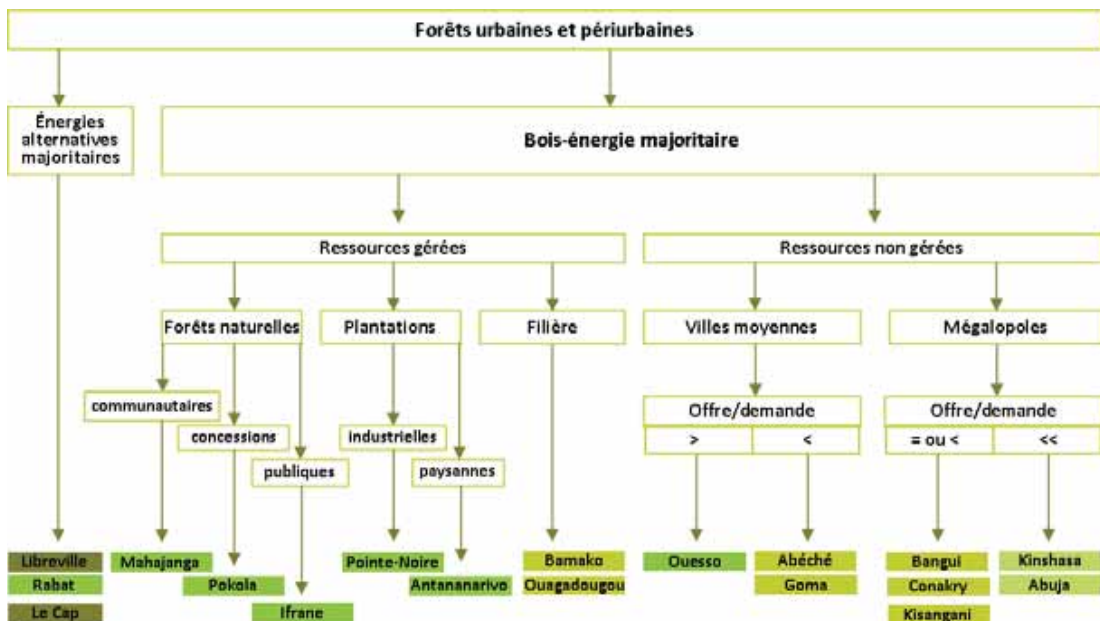 Forêts urbaines et périurbaines
Énergies
alternatives
majoritaires
Bois-énergie majoritaire
Ressources gérées
Ressources non gérées
Forêts naturelles
Plantations
Filière
Villes moyennes
Mégalopoles
communautaires
concessions
publiques
industrielles
paysannes
Offre/demande
> <
Offre/demande
= ou < <<
Libreville
Rabat
Le Cap
Mahajanga
Pokola
Ifrane
Pointe-Noire
Antananarivo
Bamako
Ouagadougou
Ouesso
Abéché
Goma
Bangui
Conakry
Kisangani
Kinshasa
Abuja